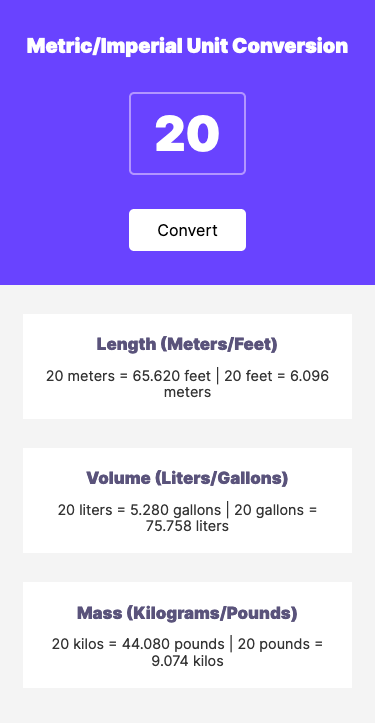 Metric/Imperial Unit Conversion
20
Convert
Length (Meters/Feet)
20 meters = 65.620 feet | 20 feet = 6.096
meters
Volume (Liters/Gallons)
20 liters = 5.280 gallons | 20 gallons =
75.758 liters
Mass (Kilograms/Pounds)
20 kilos = 44.080 pounds | 20 pounds =
9.074 kilos